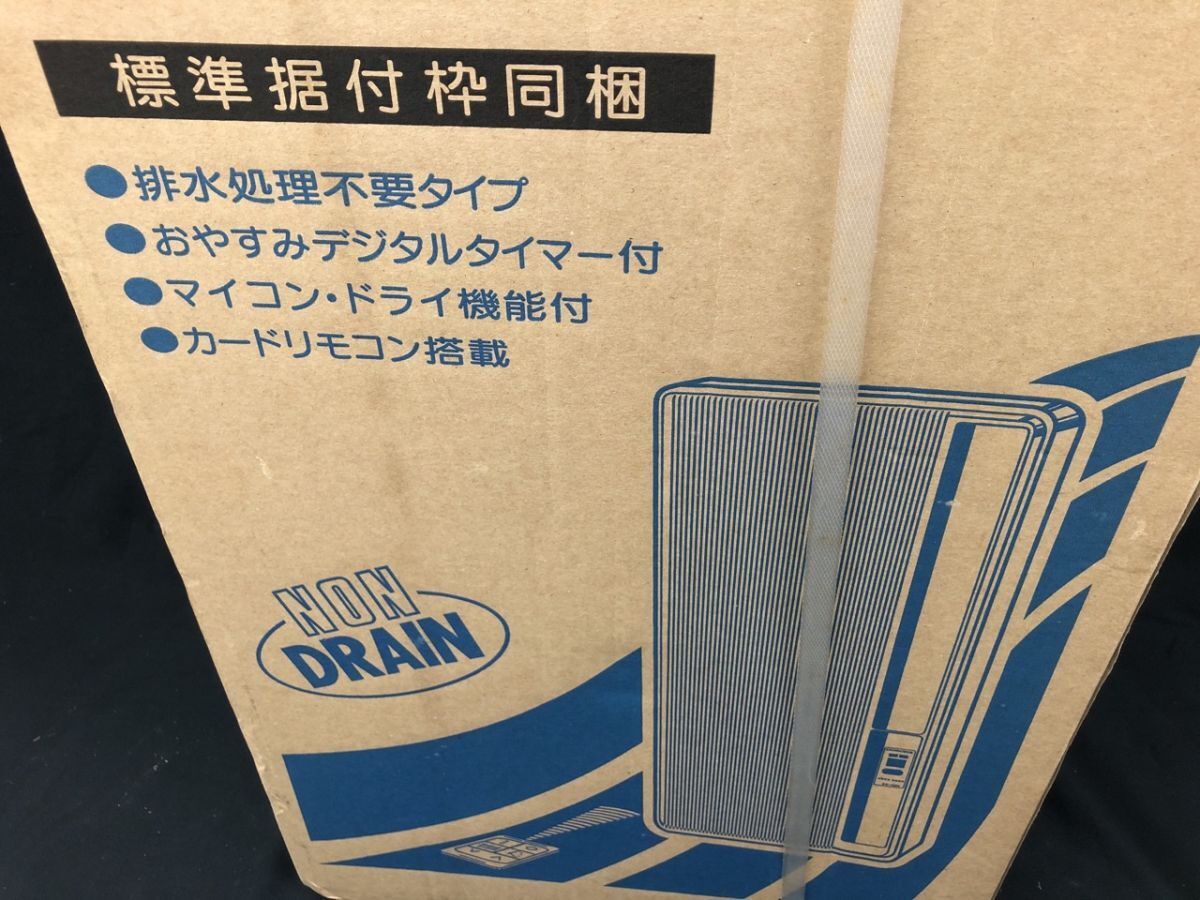 標準据付枠同梱
●排水処理不要タイプ
●おやすみデジタルタイマー付
●マイコン・ドライ機能付
●カードリモコン搭載
NON
DRAIN